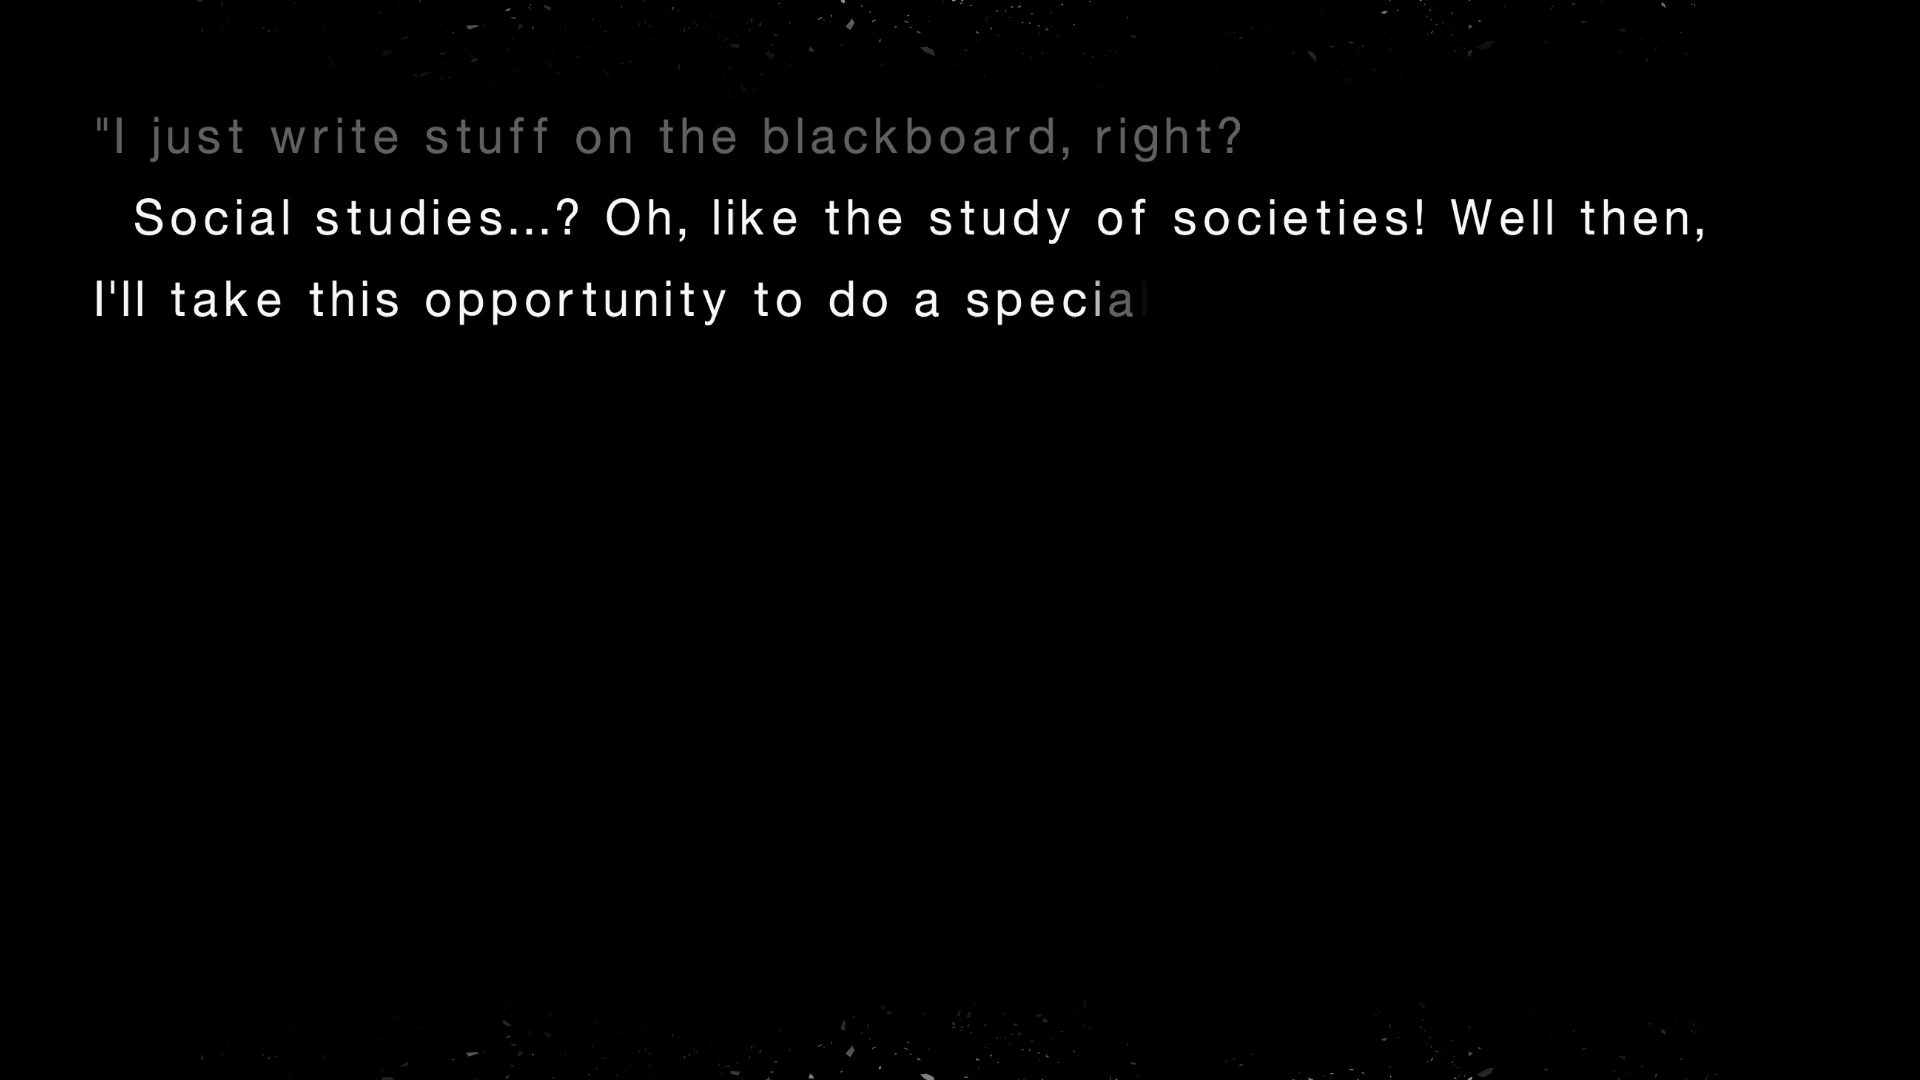 "I just write stuff on the blackboard, right?
Social studies...? Oh, like the study of societies! Well then,
I'll take this opportunity to do a special